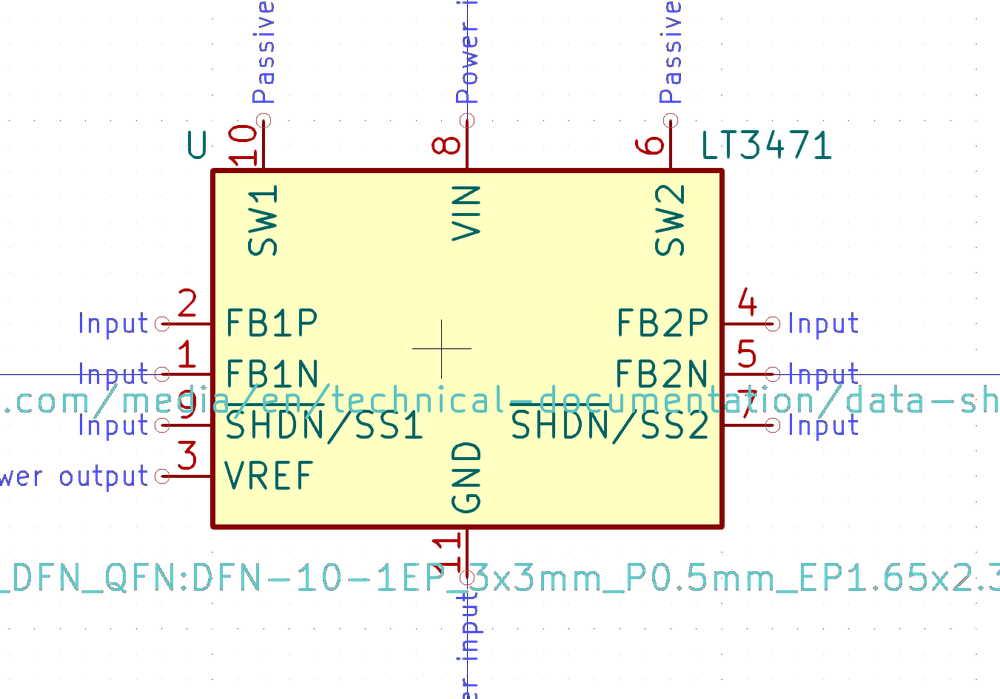 Passive Power i Passive
U 10 8 6 LT3471
SW1 VIN SW2
2 4
Input FB1P FB2P Input
1 5
Input FB1N FB2N Input
9 7
.com/media/en/technical-documentation/data-sh
Input SHDN/SS1 SHDN/SS2 Input
3
wer output VREF GND
11
_DFN_QFN:DFN-10-1EP_3x3mm_P0.5mm_EP1.65x2.3
er input